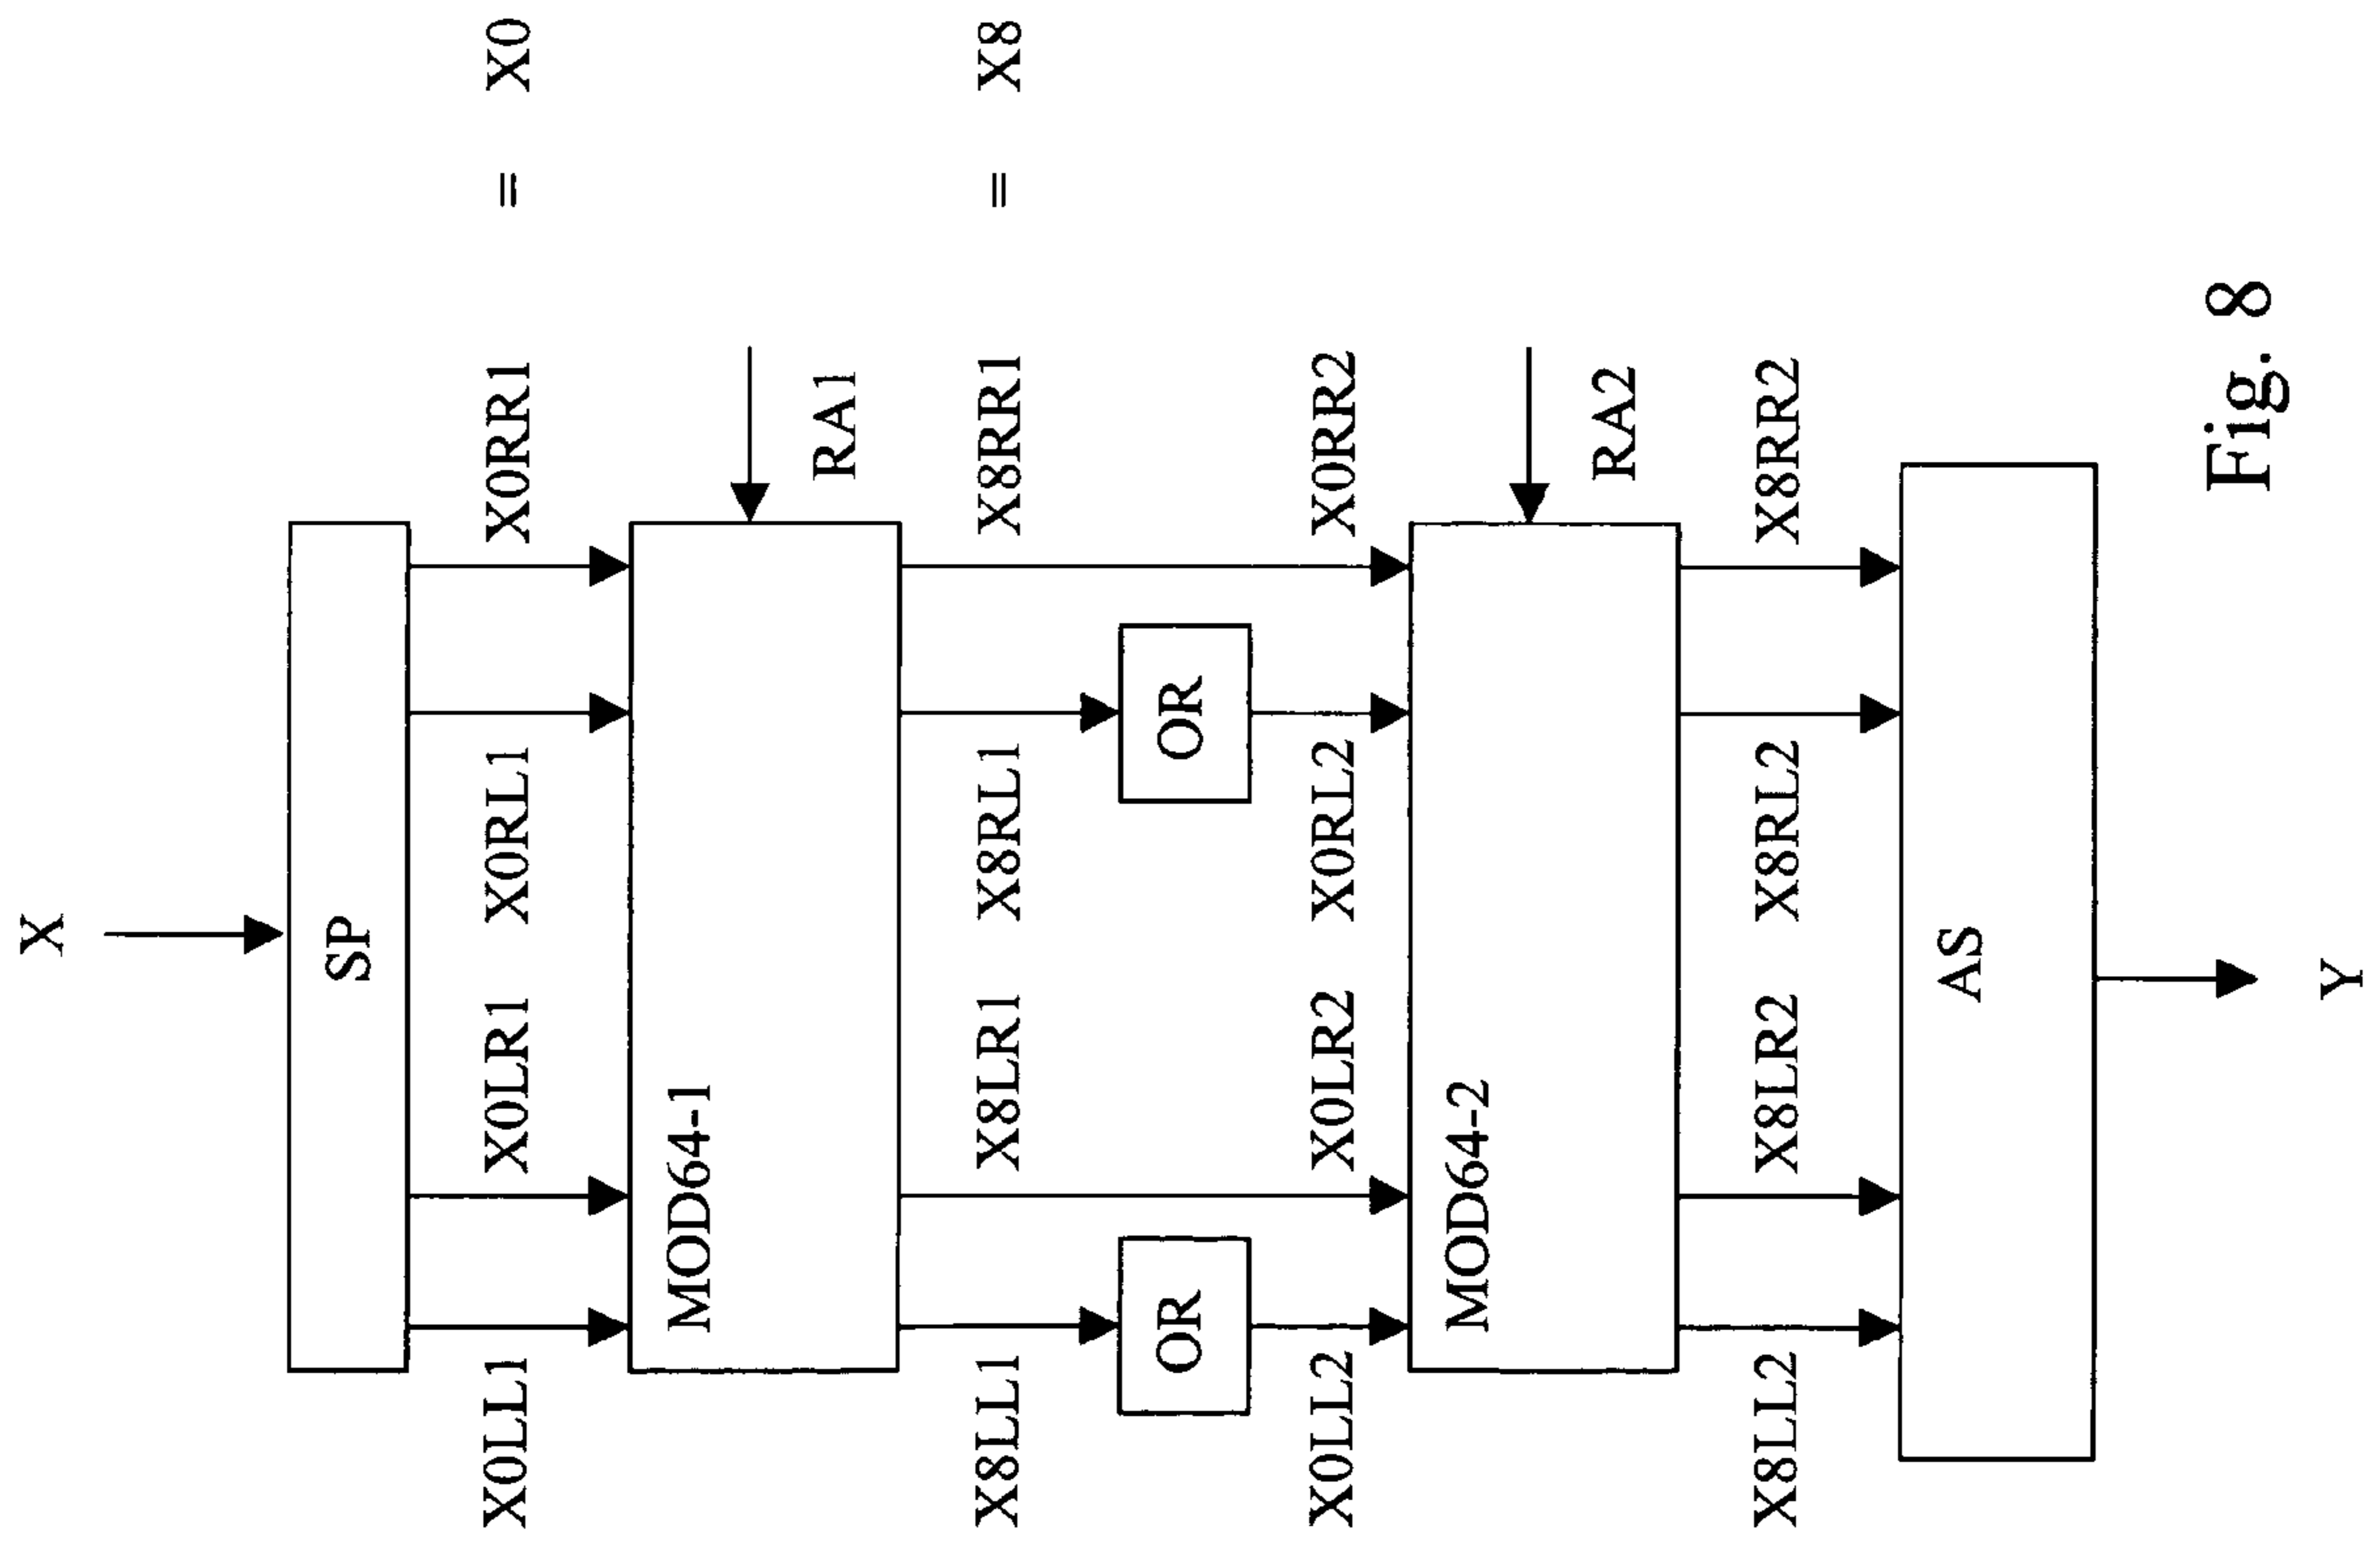 X
SP
X0LL1 X0LR1 X0RL1 X0RR1 = X0
MOD64-1
RA1
X8LL1 X8LR1 X8RL1 X8RR1 = X8
OR OR
X0LL2 X0LR2 X0RL2 X0RR2
MOD64-2
RA2
X8LL2 X8LR2 X8RL2 X8RR2
AS
Y
Fig. 8